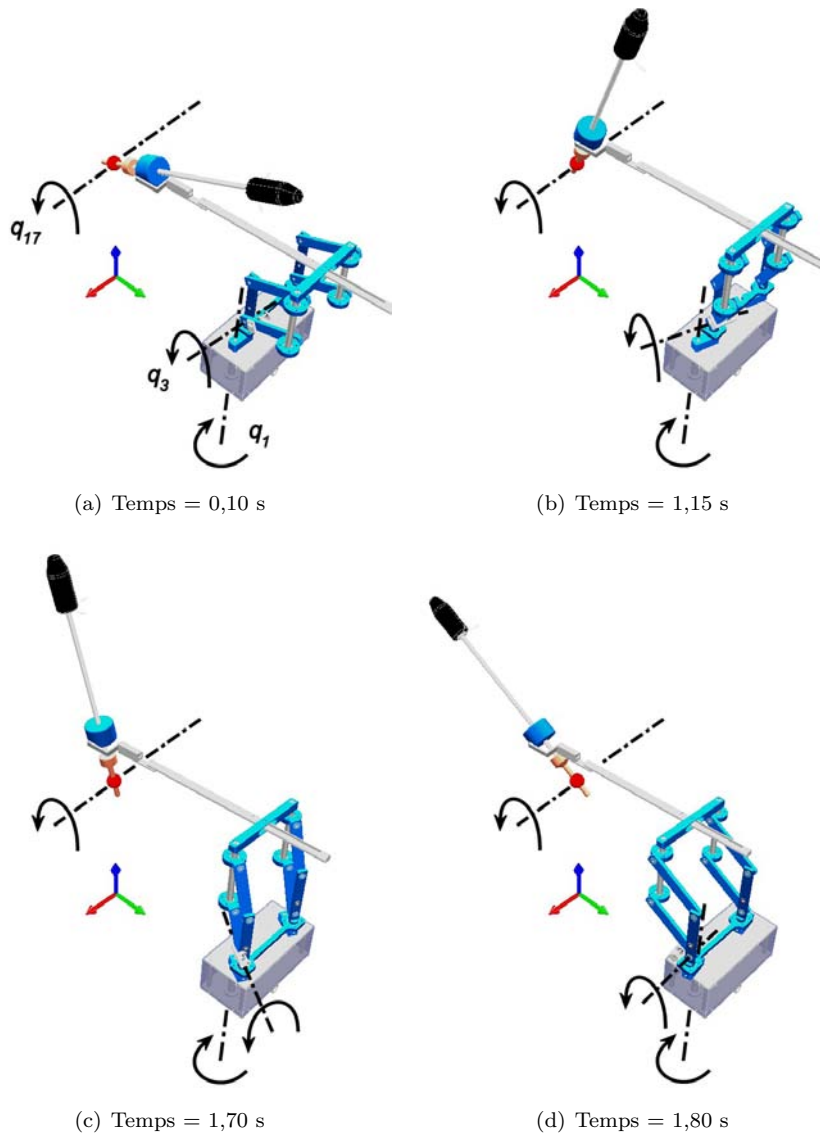 q17
q3
q1
(a) Temps = 0,10 s
(b) Temps = 1,15 s
(c) Temps = 1,70 s
(d) Temps = 1,80 s